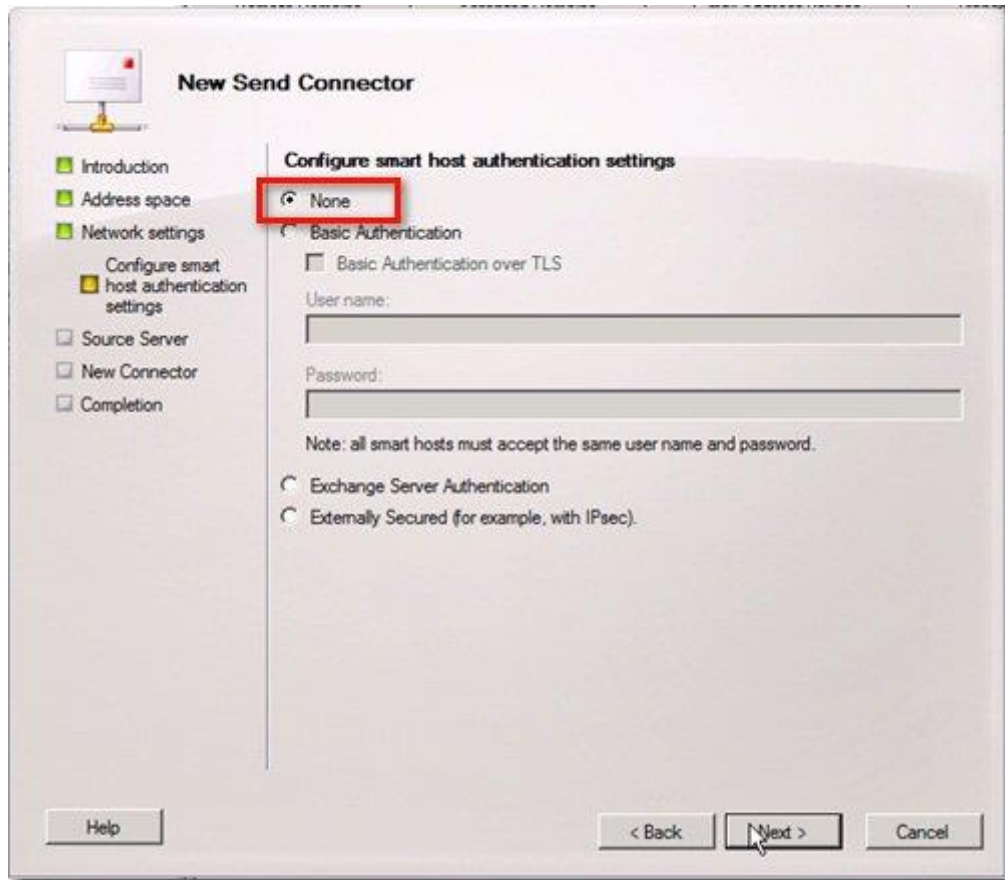 New Send Connector
Introduction
Address space
Network settings
Configure smart
host authentication
settings
Source Server
New Connector
Completion
Configure smart host authentication settings
None
Basic Authentication
Basic Authentication over TLS
User name:
Password:
Note: all smart hosts must accept the same user name and password.
Exchange Server Authentication
Externally Secured (for example, with IPsec).
Help
< Back
Next >
Cancel